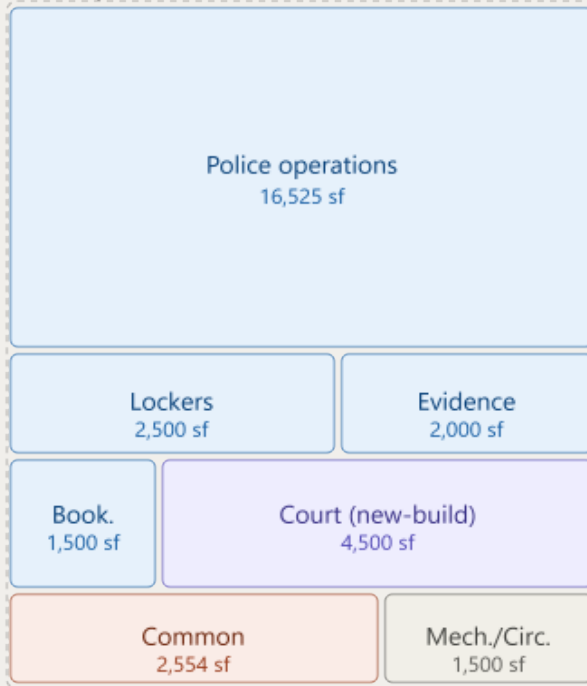 Police operations
16,525 sf
Lockers
2,500 sf
Evidence
2,000 sf
Book.
1,500 sf
Court (new-build)
4,500 sf
Common
2,554 sf
Mech./Circ.
1,500 sf